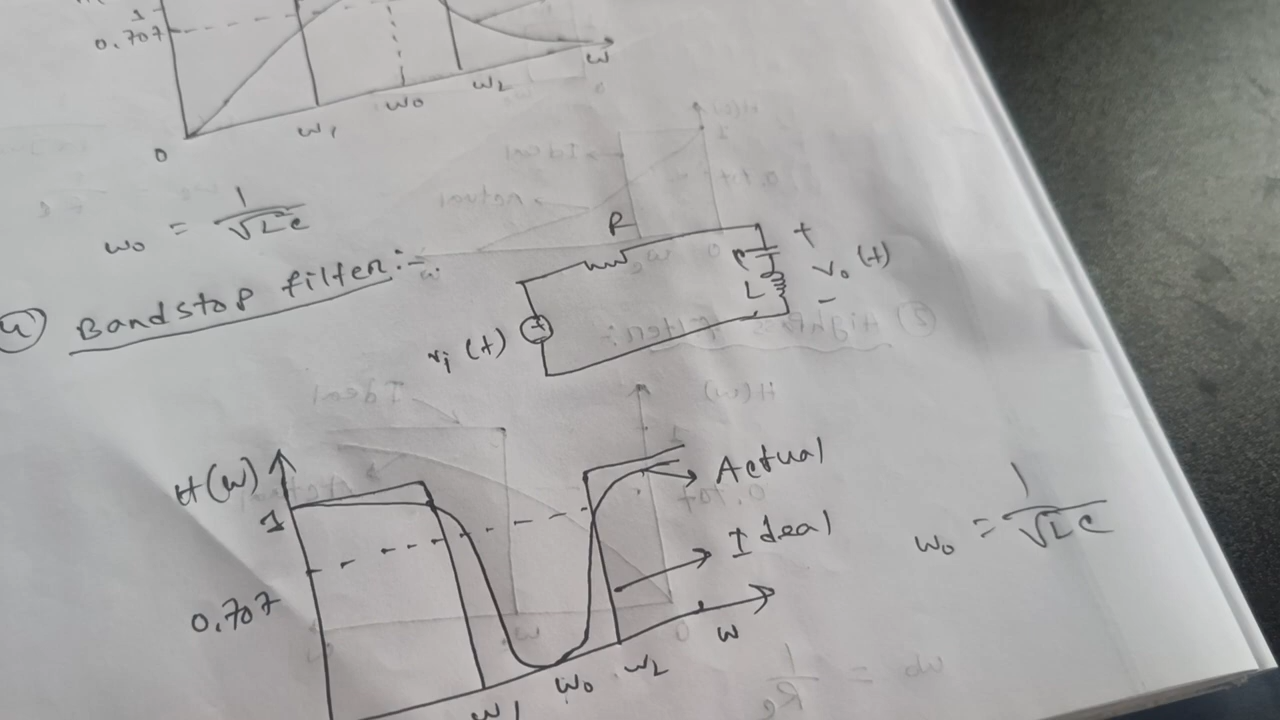 1
0.707
ω
ω1
ω0
ω2
0
ω0 = 1/√LC
④ Bandstop filter:-
R
C
L
+
V0 (t)
-
vi (t)
H(ω)
1
0.707
Actual
Ideal
ω
ω1
ω0
ω2
ω0 = 1/√LC